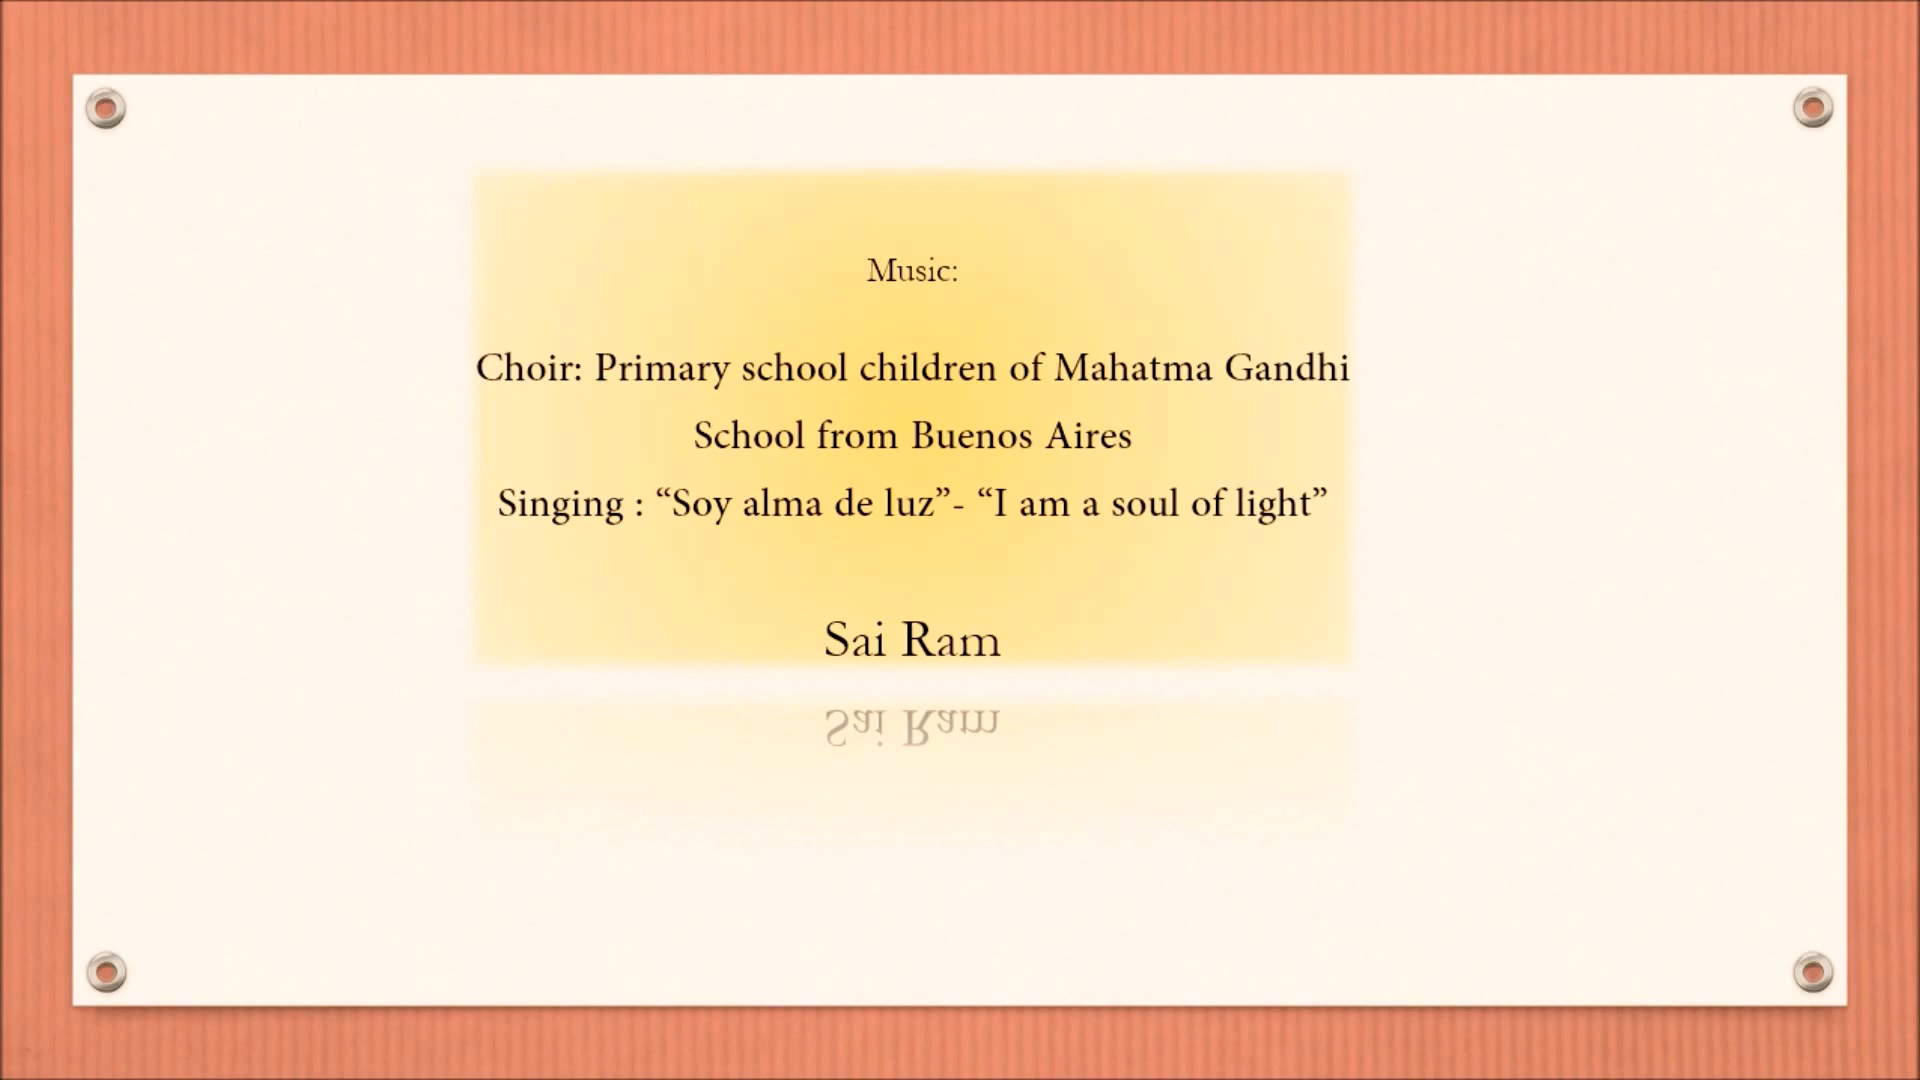 Music:
Choir: Primary school children of Mahatma Gandhi
School from Buenos Aires
Singing : “Soy alma de luz”- “I am a soul of light”
Sai Ram